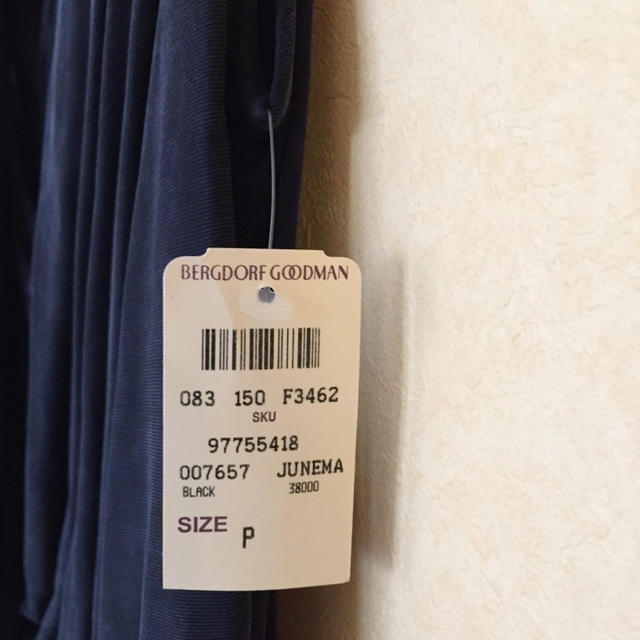 BERGDORF GOODMAN
083 150 F3462
SKU
97755418
007657 JUNEMA
BLACK 38000
SIZE P